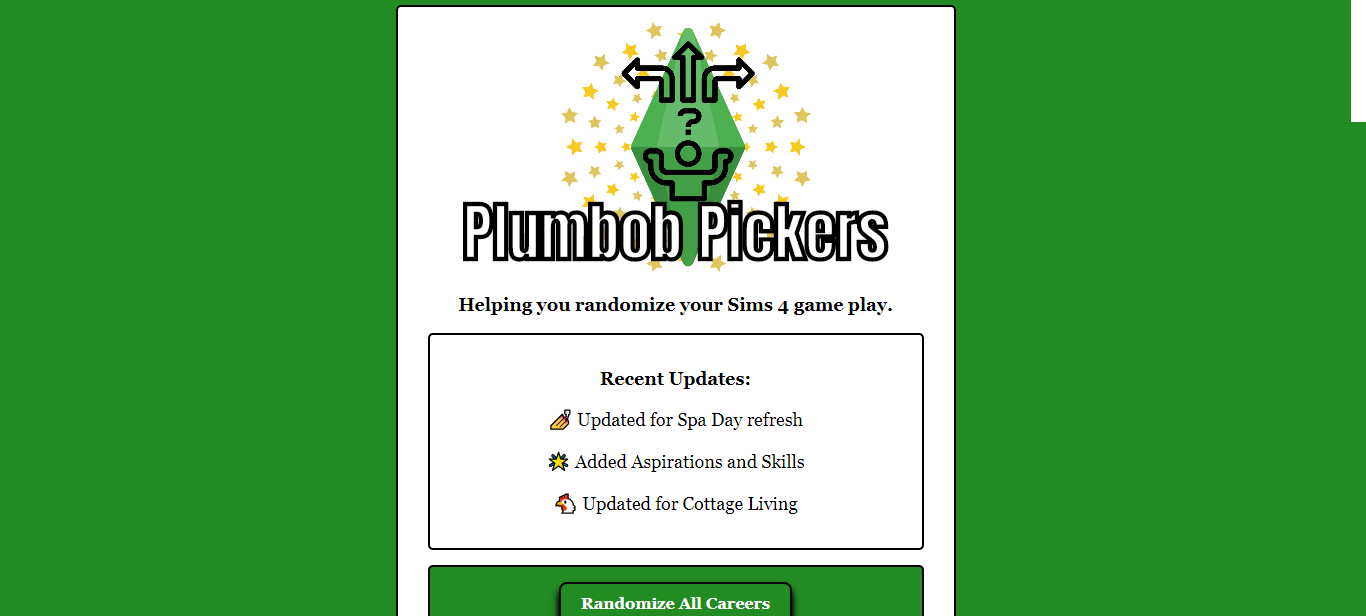 ?
Plumbob Pickers
Helping you randomize your Sims 4 game play.
Recent Updates:
Updated for Spa Day refresh
Added Aspirations and Skills
Updated for Cottage Living
Randomize All Careers